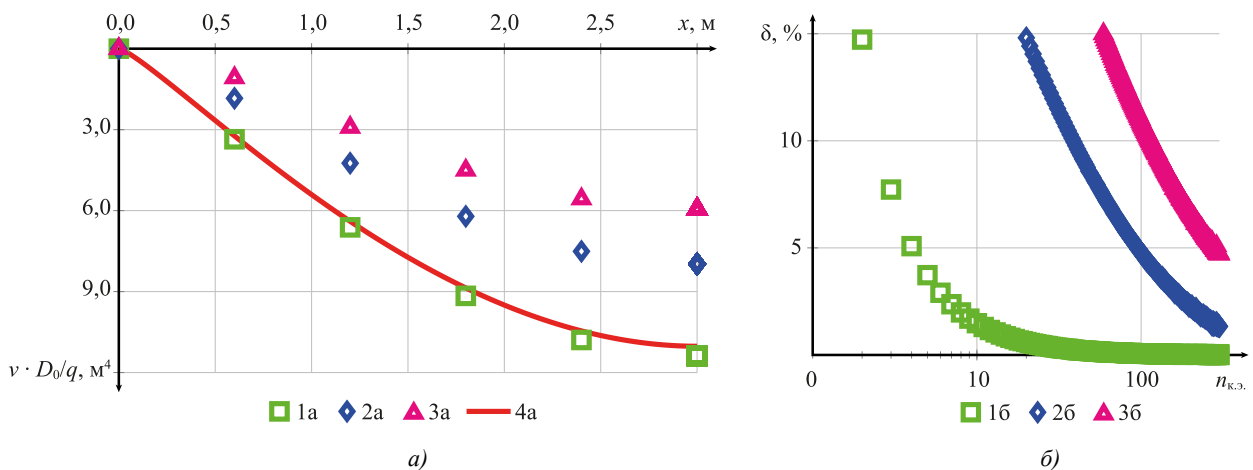 0,0 0,5 1,0 1,5 2,0 2,5 x, м
3,0
6,0
9,0
v · D₀/q, м⁴
1а 2а 3а 4а
а)
δ, %
10
5
0 10 100 nк.э.
1б 2б 3б
б)